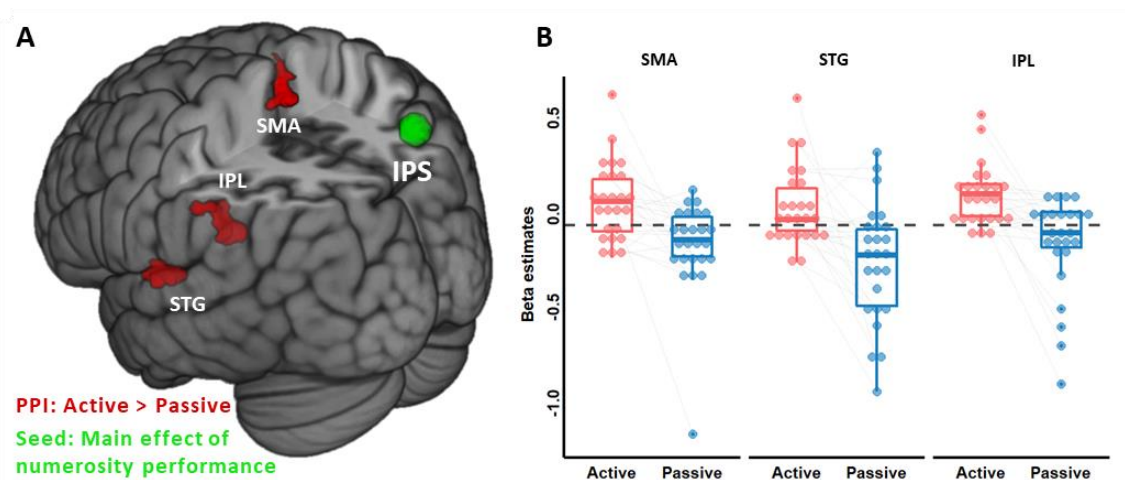 A
SMA
IPS
IPL
STG
PPI: Active > Passive
Seed: Main effect of
numerosity performance
B
SMA STG IPL
Beta estimates
0.5
0.0
-0.5
-1.0
Active Passive Active Passive Active Passive